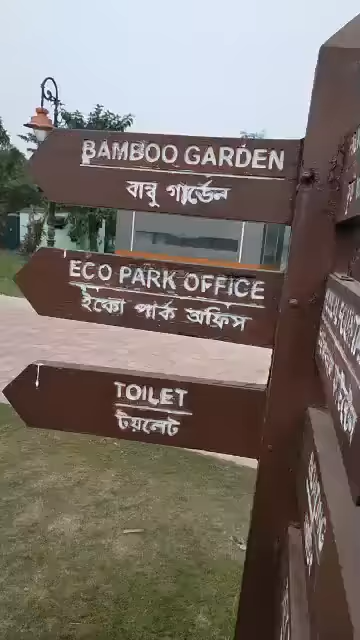 BAMBOO GARDEN
বাম্বু গার্ডেন
ECO PARK OFFICE
ইকো পার্ক অফিস
TOILET
টয়লেট